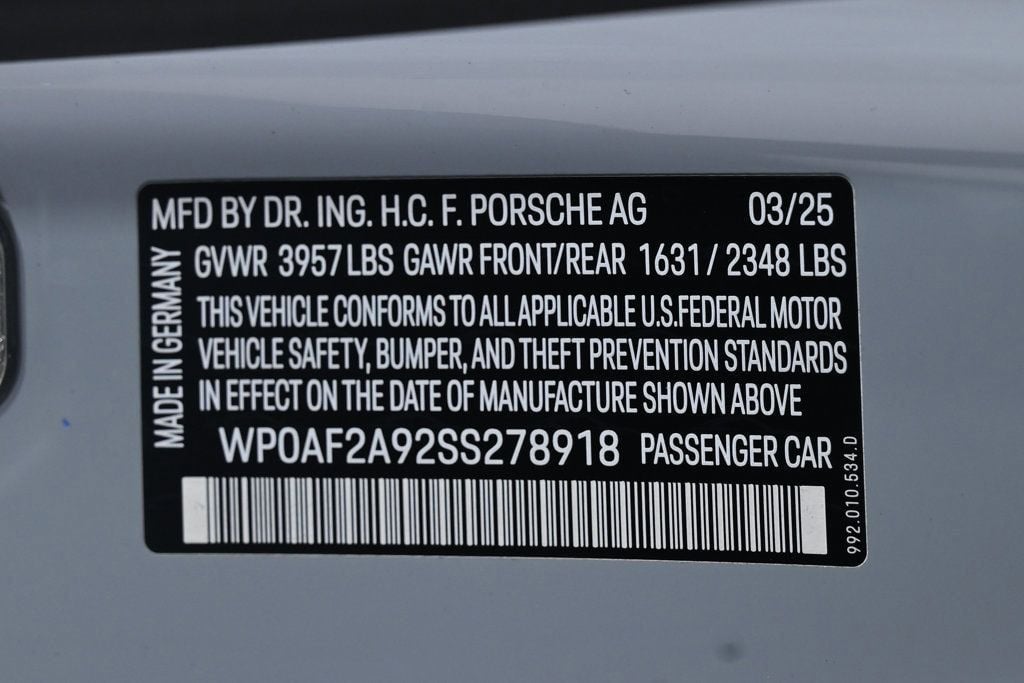 MFD BY DR. ING. H.C. F. PORSCHE AG 03/25
GVWR 3957 LBS GAWR FRONT/REAR 1631 / 2348 LBS
THIS VEHICLE CONFORMS TO ALL APPLICABLE U.S. FEDERAL MOTOR
VEHICLE SAFETY, BUMPER, AND THEFT PREVENTION STANDARDS
IN EFFECT ON THE DATE OF MANUFACTURE SHOWN ABOVE
WP0AF2A92SS278918 PASSENGER CAR
MADE IN GERMANY
992.010.534.D